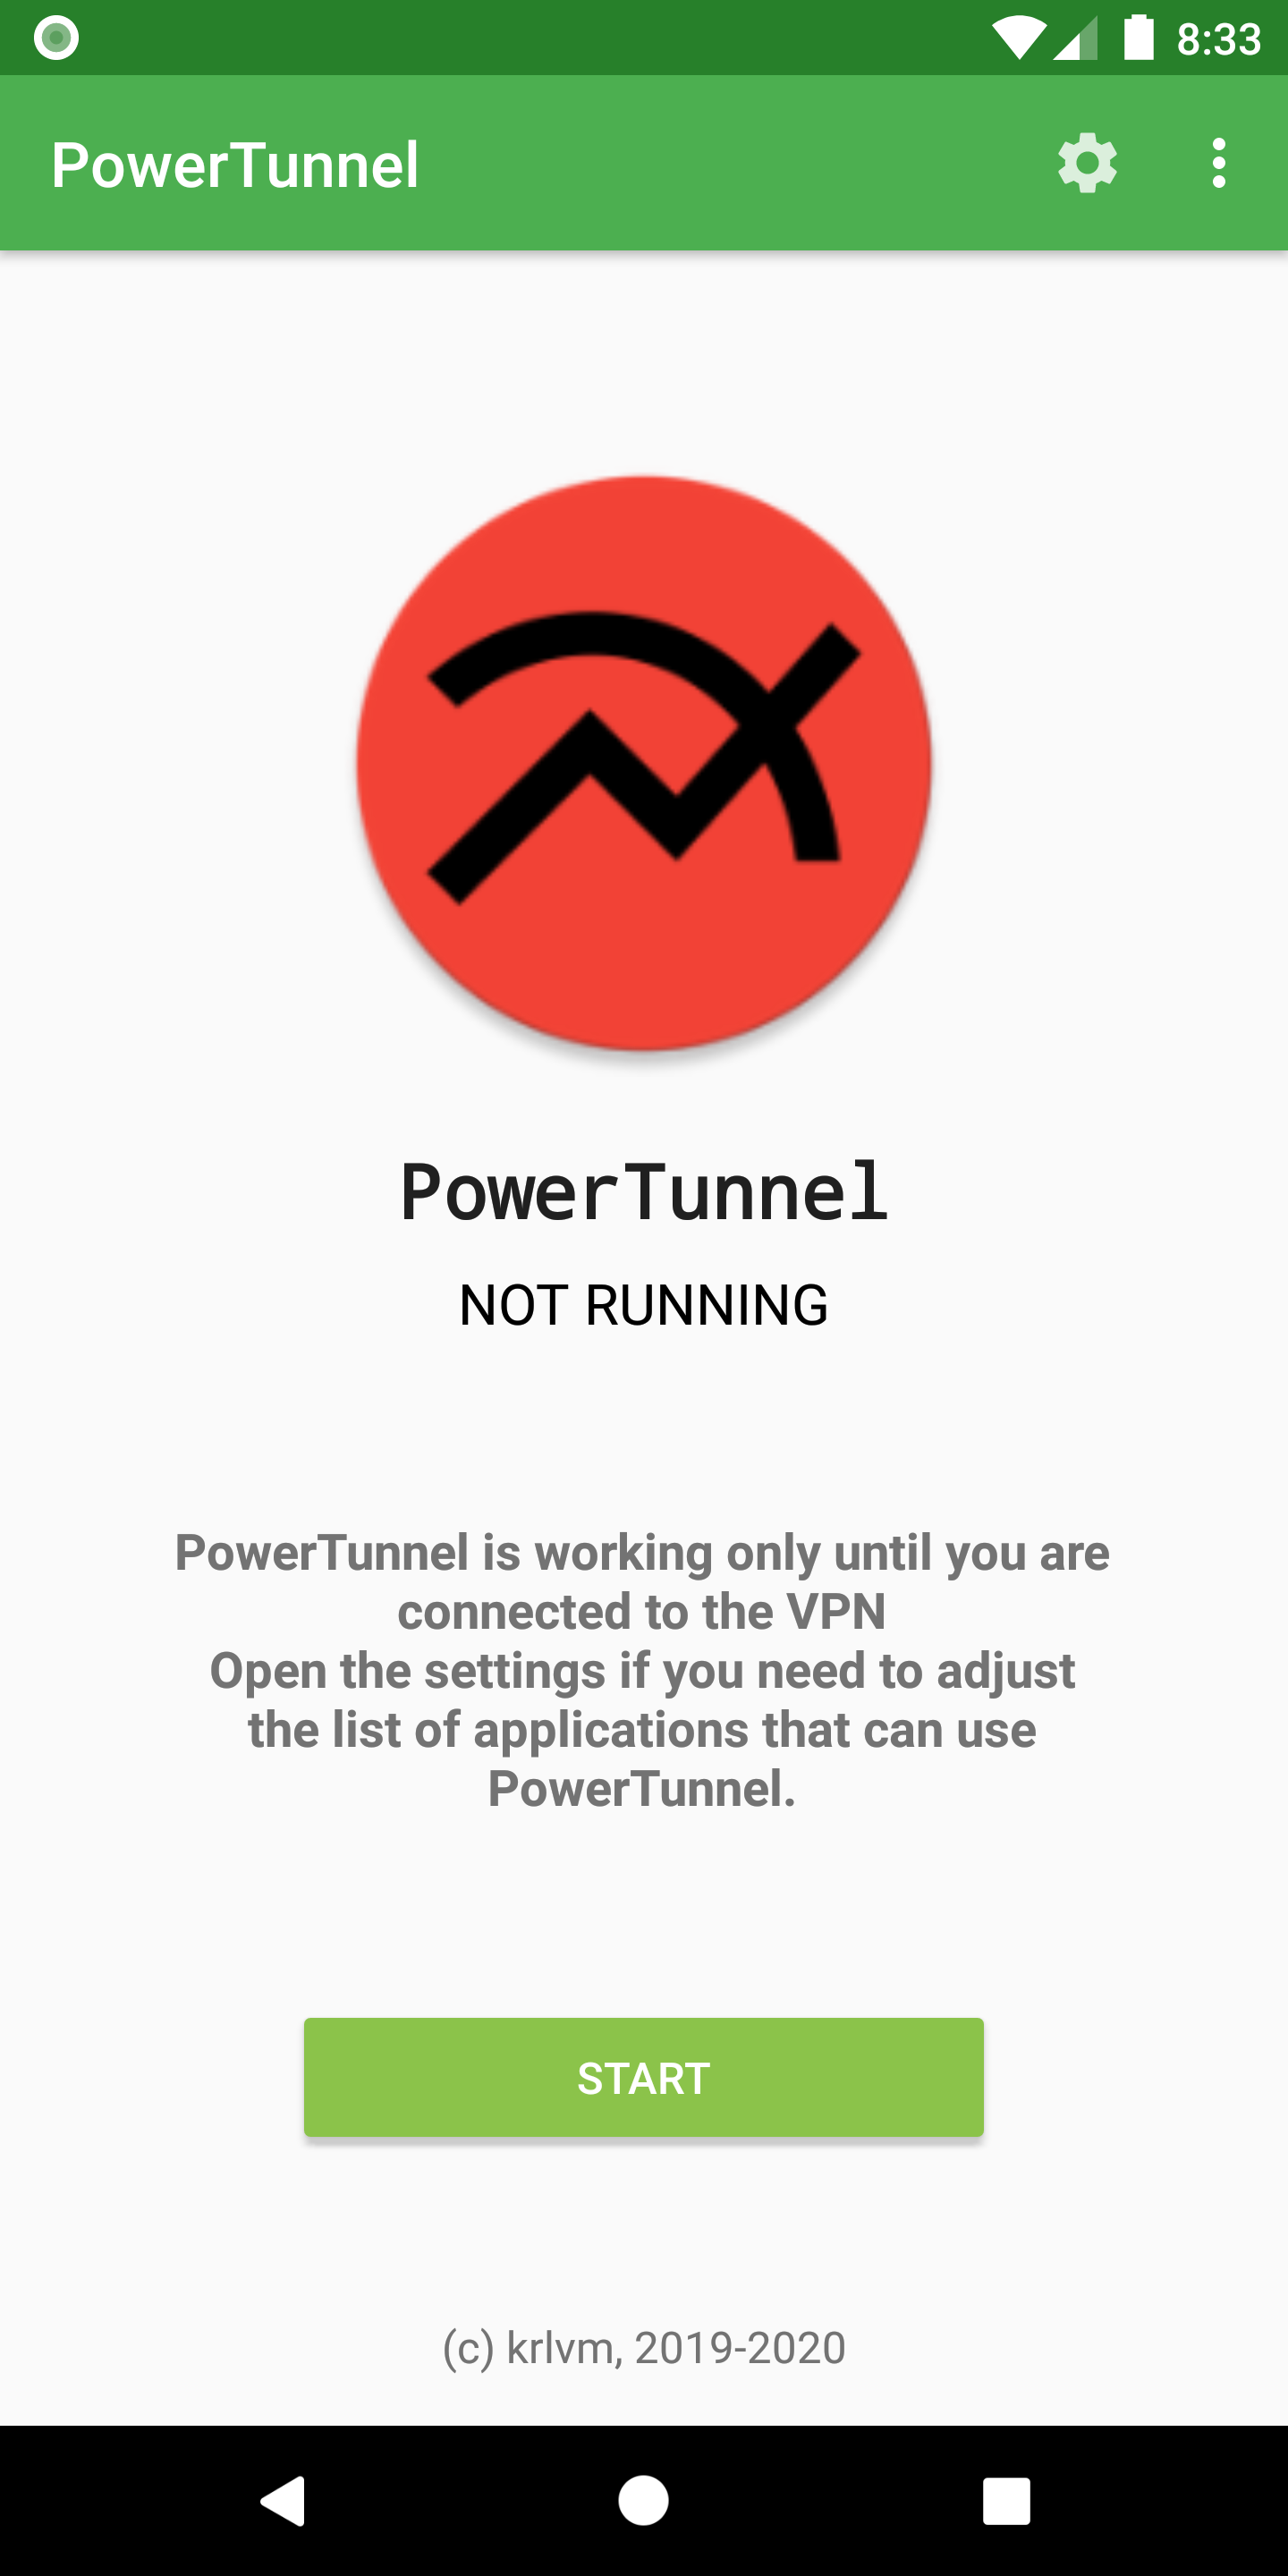 8:33
PowerTunnel
PowerTunnel
NOT RUNNING
PowerTunnel is working only until you are
connected to the VPN
Open the settings if you need to adjust
the list of applications that can use
PowerTunnel.
START
(c) krlvm, 2019-2020